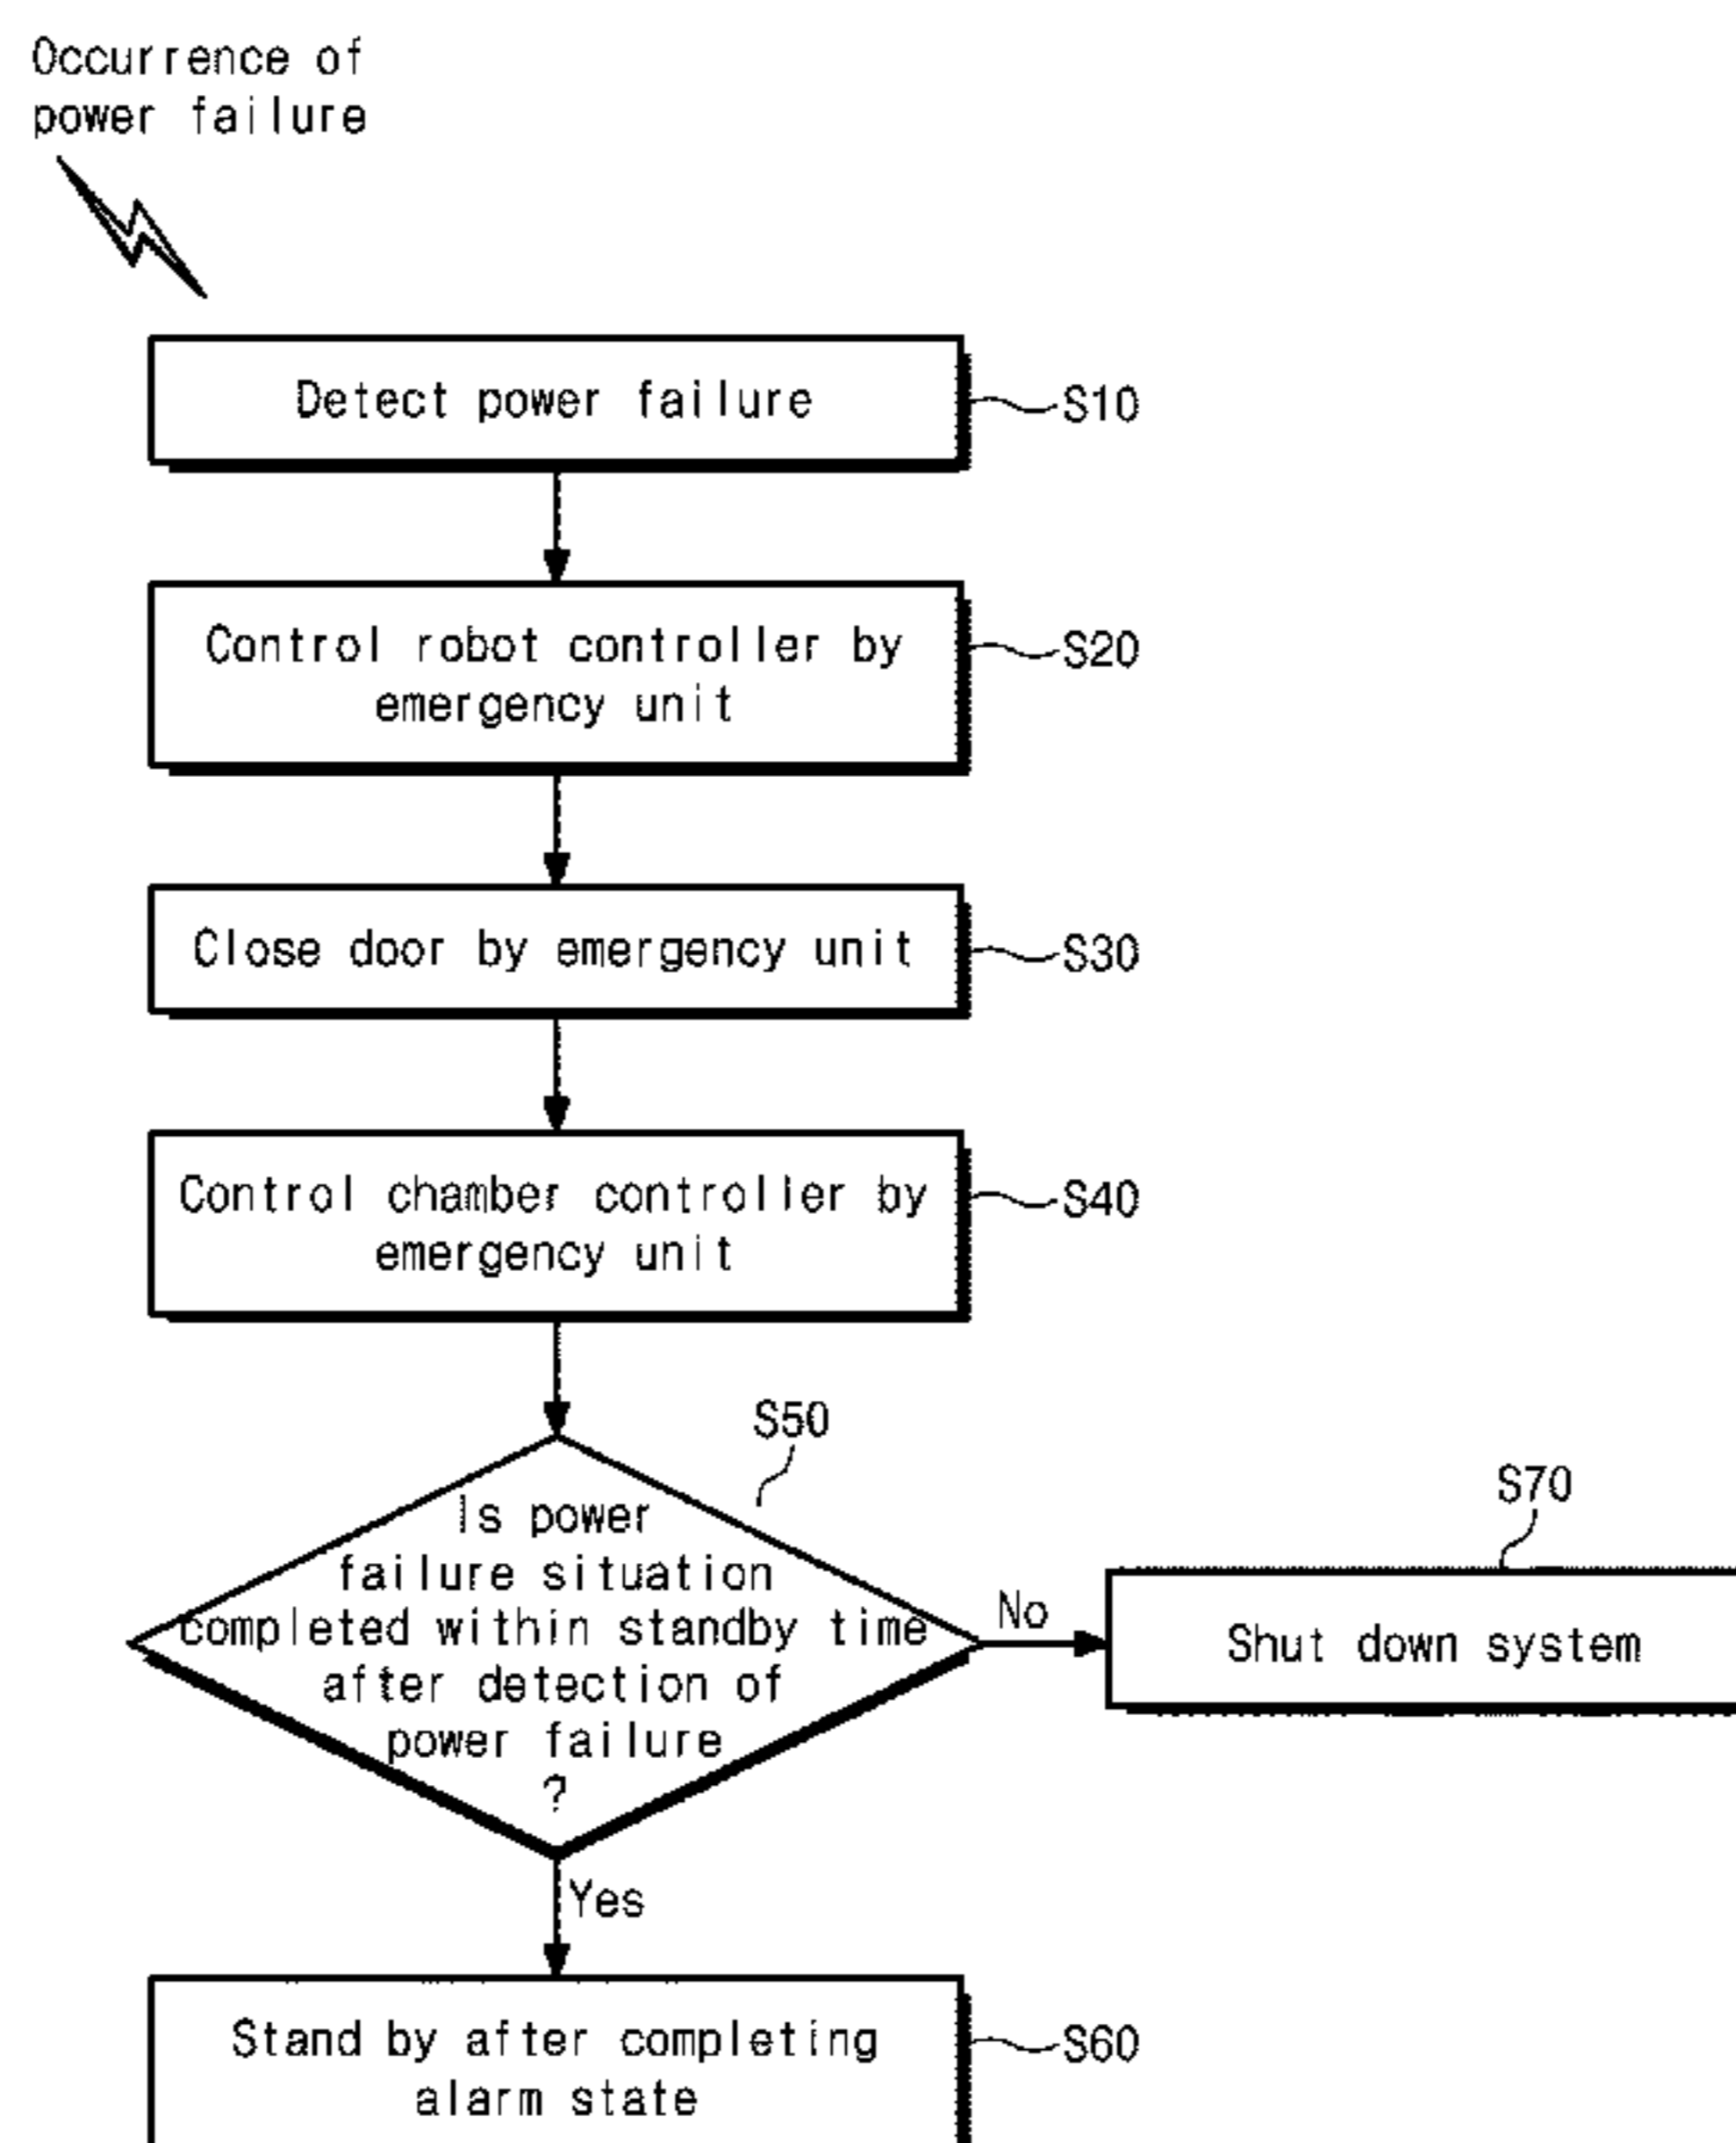 Occurrence of
power failure
Detect power failure
S10
Control robot controller by
emergency unit
S20
Close door by emergency unit
S30
Control chamber controller by
emergency unit
S40
S50
Is power
failure situation
completed within standby time
after detection of
power failure
?
No
S70
Shut down system
Yes
Stand by after completing
alarm state
S60